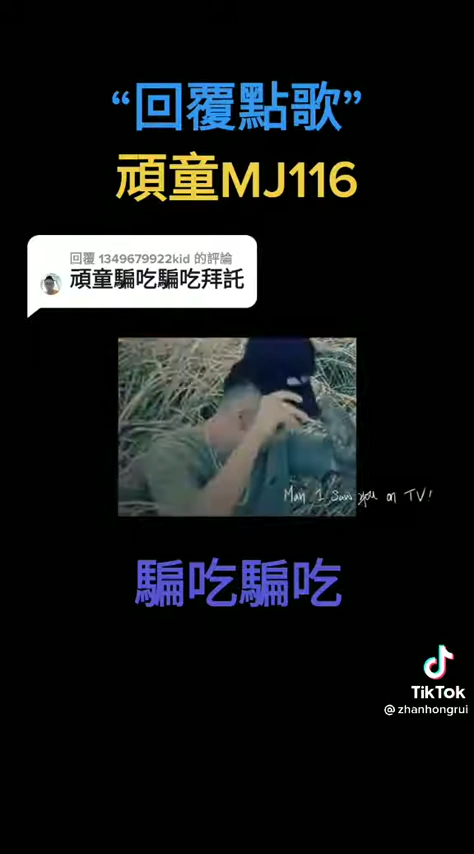 “回覆點歌”
頑童MJ116
回覆 1349679922kid 的評論
頑童騙吃騙吃拜託
Man I saw you on TV!
騙吃騙吃
TikTok
@zhanhongrui